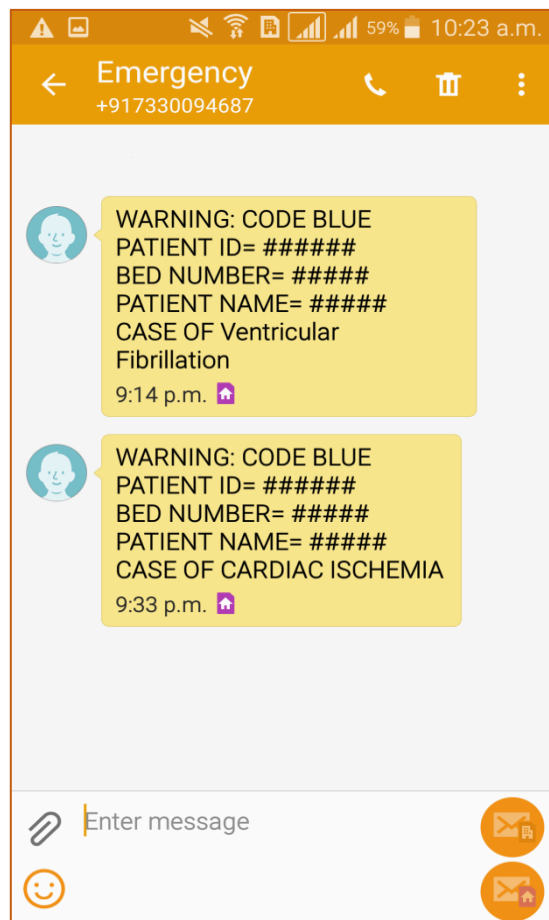 59% 10:23 a.m.
Emergency
+917330094687
WARNING: CODE BLUE
PATIENT ID= ######
BED NUMBER= #####
PATIENT NAME= #####
CASE OF Ventricular
Fibrillation
9:14 p.m.
WARNING: CODE BLUE
PATIENT ID= ######
BED NUMBER= #####
PATIENT NAME= #####
CASE OF CARDIAC ISCHEMIA
9:33 p.m.
Enter message